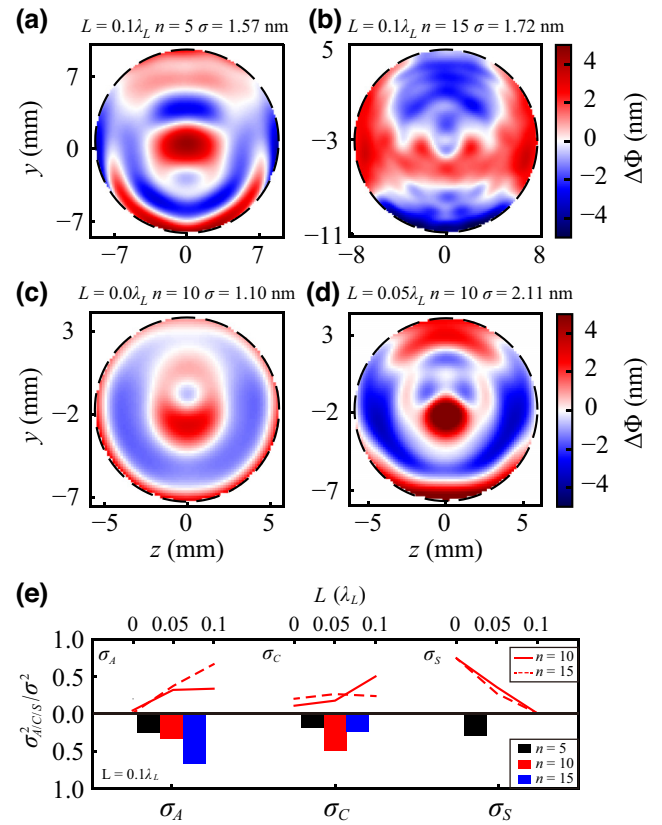 (a) L = 0.1λL n = 5 σ = 1.57 nm
(b) L = 0.1λL n = 15 σ = 1.72 nm
y (mm)
7
0
−7
−7 0 7
5
−3
−11
−8 0 8
4
2
0
−2
−4
ΔΦ (nm)
(c) L = 0.0λL n = 10 σ = 1.10 nm
(d) L = 0.05λL n = 10 σ = 2.11 nm
y (mm)
3
−2
−7
−5 0 5
z (mm)
3
−2
−7
−5 0 5
z (mm)
4
2
0
−2
−4
ΔΦ (nm)
(e)
L (λL)
0 0.05 0.1 0 0.05 0.1 0 0.05 0.1
σ²A/C/S/σ²
1.0
0.5
0.0
0.5
1.0
σA σC σS
n = 10
n = 15
n = 5
n = 10
n = 15
L = 0.1λL
σA σC σS